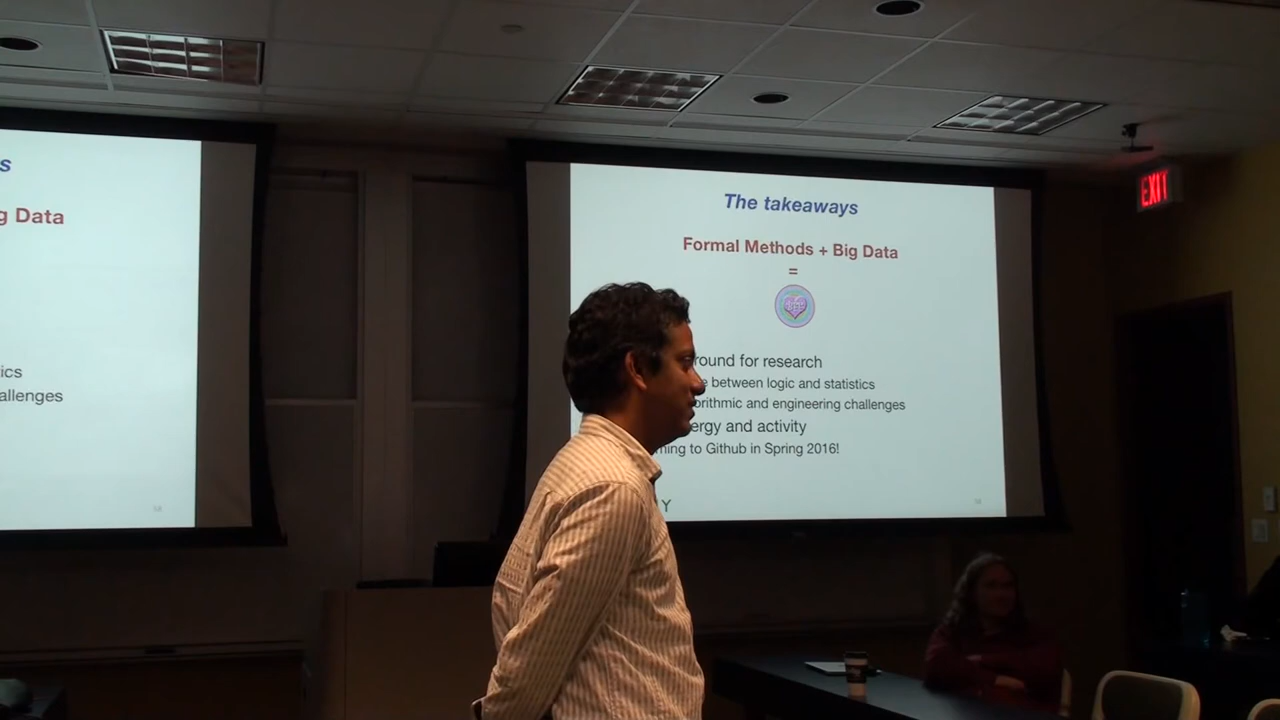 s
g Data
ics
allenges
The takeaways
Formal Methods + Big Data
=
round for research
e between logic and statistics
orithmic and engineering challenges
ergy and activity
ming to Github in Spring 2016!
Y
EXIT